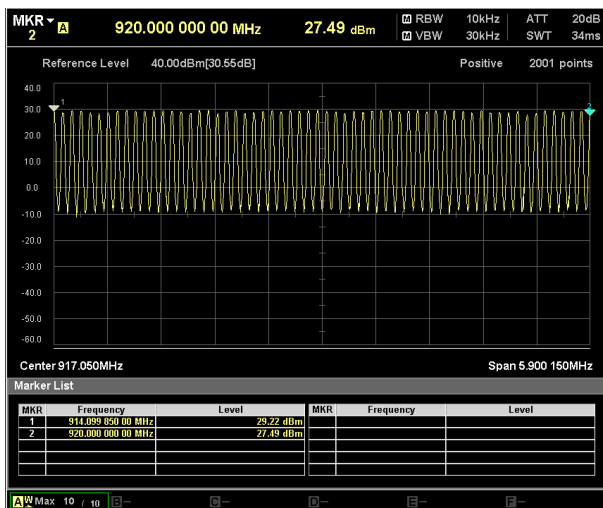 MKR A 920.000 000 00 MHz 27.49 dBm M RBW 10kHz ATT 20dB
2 M VBW 30kHz SWT 34ms
Reference Level 40.00dBm[30.55dB] Positive 2001 points
40.0
30.0
20.0
10.0
0.0
-10.0
-20.0
-30.0
-40.0
-50.0
-60.0
1
2
Center 917.050MHz Span 5.900 150MHz
Marker List
MKR Frequency Level MKR Frequency Level
1 914.099 850 00 MHz 29.22 dBm
2 920.000 000 00 MHz 27.49 dBm
A Max 10 / 10 B- C- D- E- F-